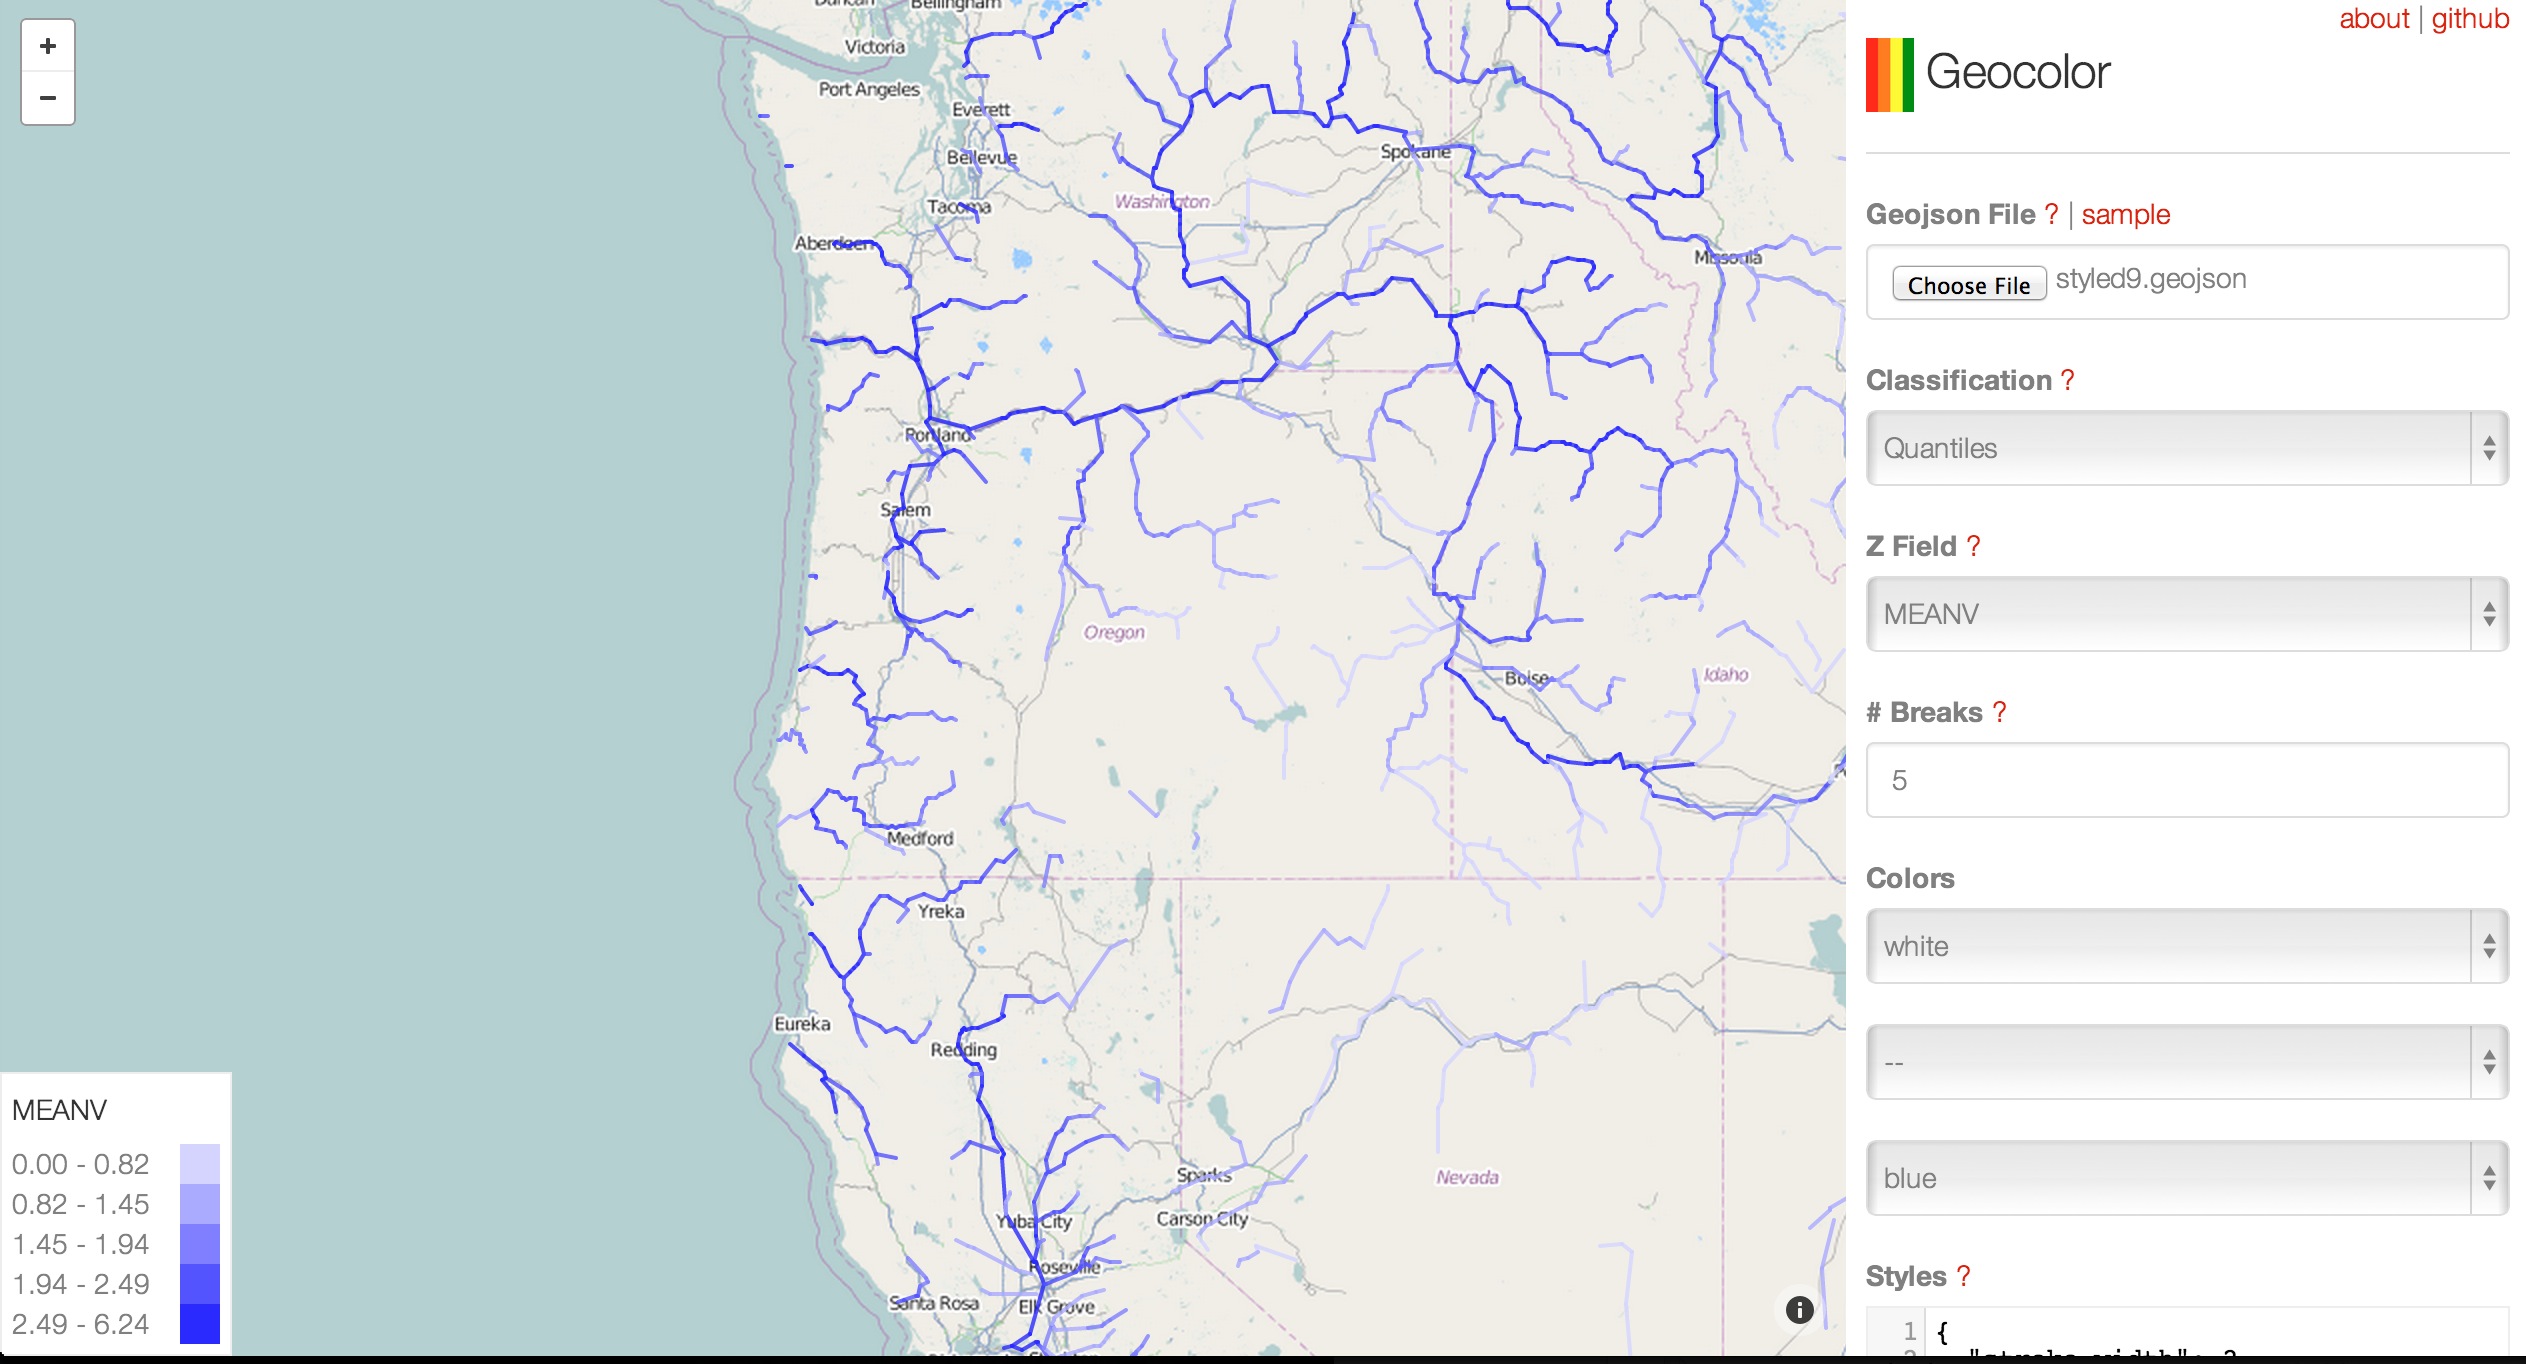 +
−
Bellingham
Victoria
Port Angeles
Everett
Bellevue
Spokane
Washington
Tacoma
Aberdeen
Missoula
Portland
Salem
Oregon
Boise
Idaho
Medford
Yreka
Eureka
Redding
Sparks
Nevada
Yuba City
Carson City
Roseville
Santa Rosa
Elk Grove
i
MEANV
0.00 - 0.82
0.82 - 1.45
1.45 - 1.94
1.94 - 2.49
2.49 - 6.24
about | github
Geocolor
Geojson File ? | sample
Choose File styled9.geojson
Classification ?
Quantiles
Z Field ?
MEANV
# Breaks ?
5
Colors
white
--
blue
Styles ?
1 {